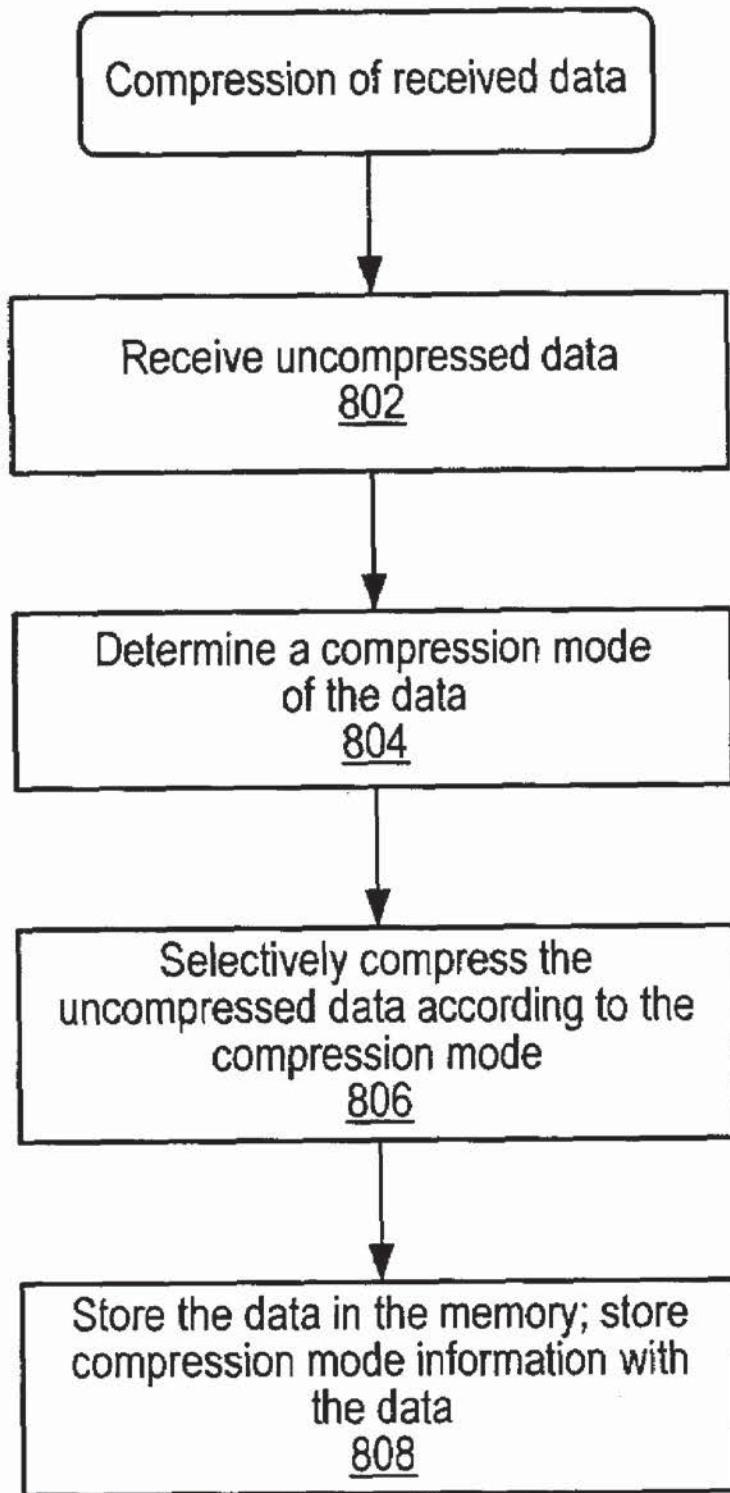 Compression of received data
Receive uncompressed data
802
Determine a compression mode
of the data
804
Selectively compress the
uncompressed data according to the
compression mode
806
Store the data in the memory; store
compression mode information with
the data
808